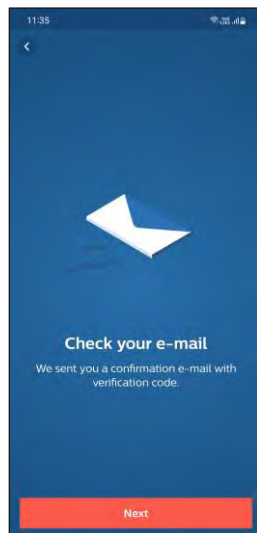 11:35
Check your e-mail
We sent you a confirmation e-mail with
verification code.
Next